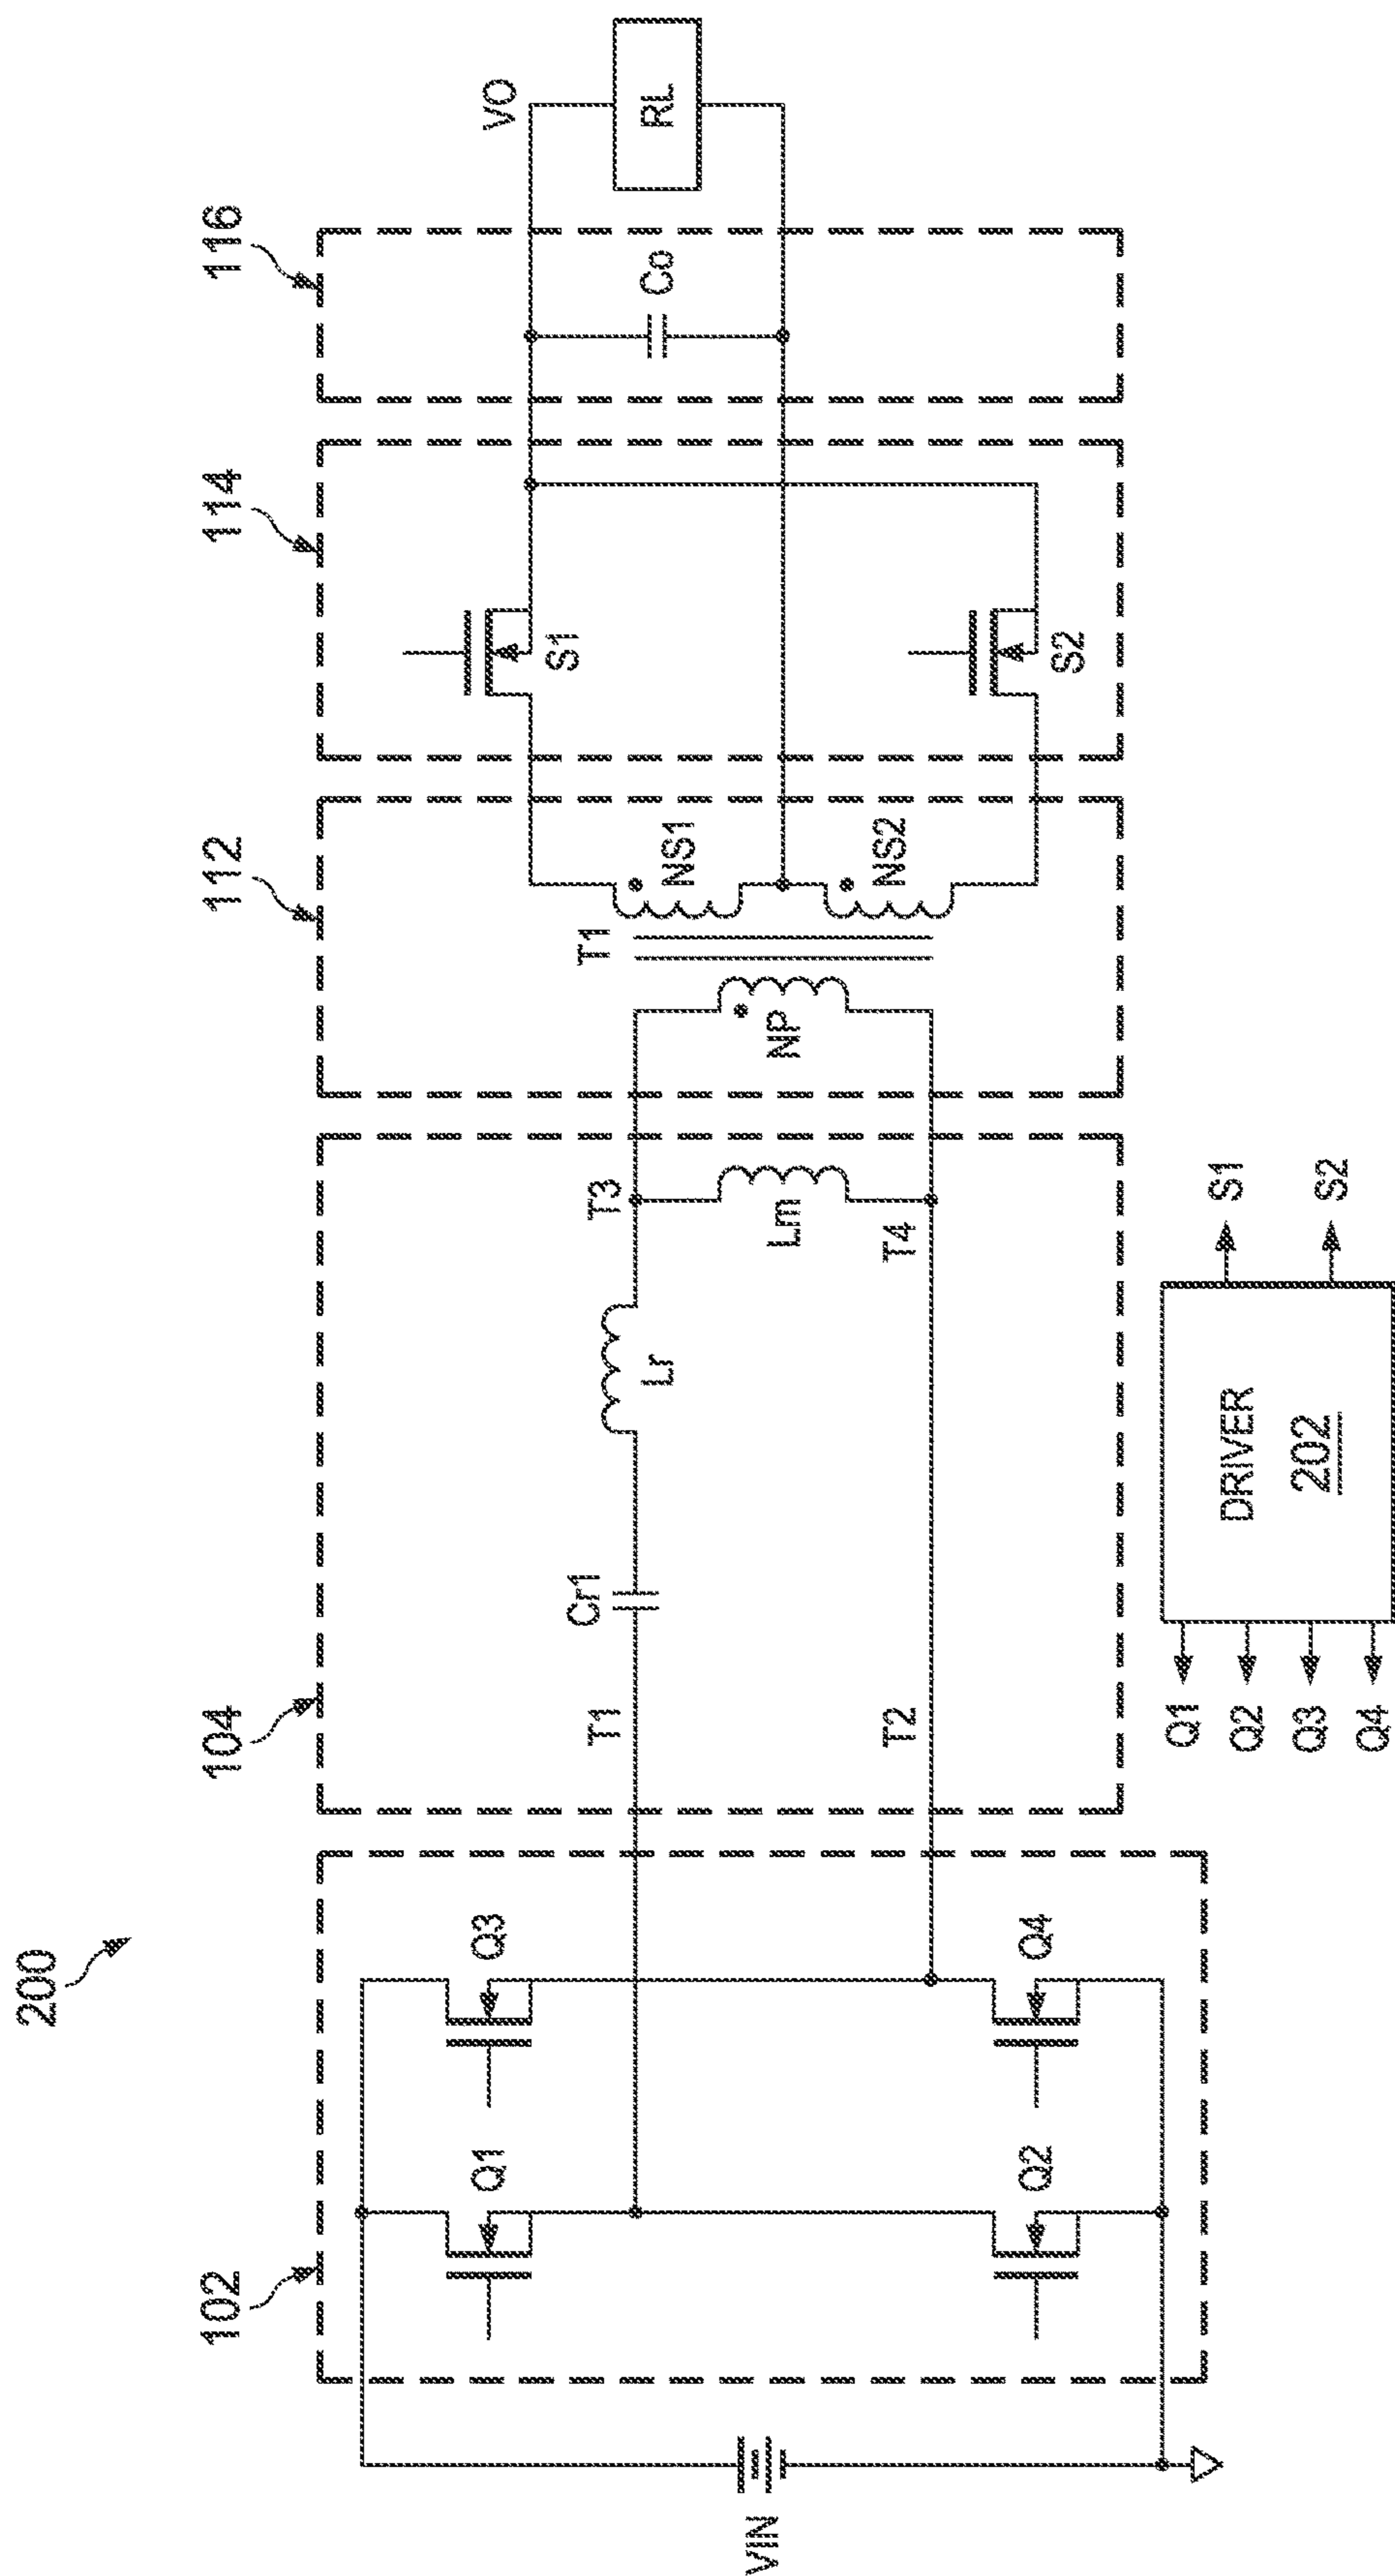 200
102
104
112
114
116
VIN
Q1
Q3
Q2
Q4
T1
T2
Cr1
Lr
T3
Lm
T4
NP
T1
NS1
NS2
S1
S2
Co
VO
RL
DRIVER
202
Q1
Q2
Q3
Q4
S1
S2